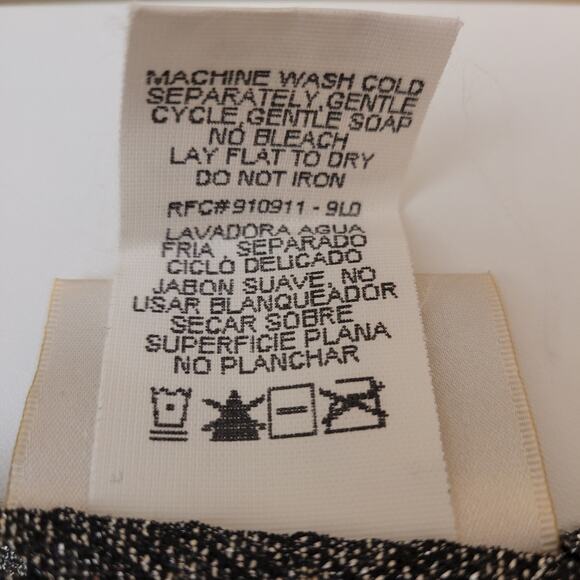 MACHINE WASH COLD
SEPARATELY, GENTLE
CYCLE, GENTLE SOAP
NO BLEACH
LAY FLAT TO DRY
DO NOT IRON
RFC#910911 - 9LD
LAVADORA AGUA
FRIA SEPARADO
CICLO DELICADO
JABON SUAVE, NO
USAR BLANQUEADOR
SECAR SOBRE
SUPERFICIE PLANA
NO PLANCHAR